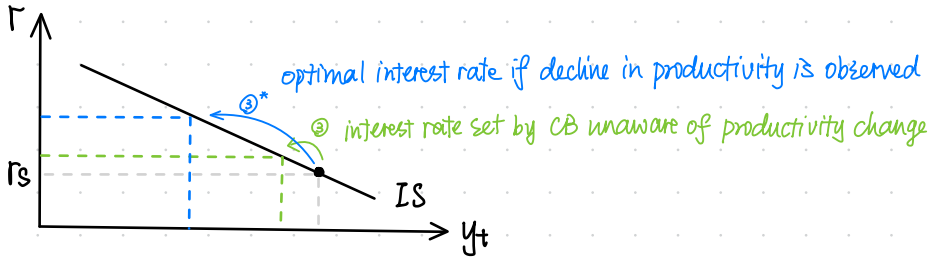 r
③* optimal interest rate if decline in productivity is observed
③ interest rate set by CB unaware of productivity change
rs
IS
yt